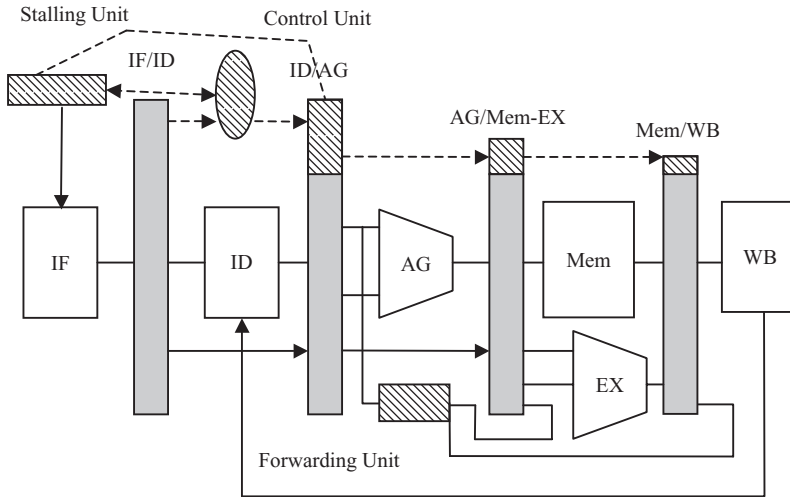 Stalling Unit
Control Unit
IF/ID
ID/AG
AG/Mem-EX
Mem/WB
IF
ID
AG
Mem
WB
EX
Forwarding Unit